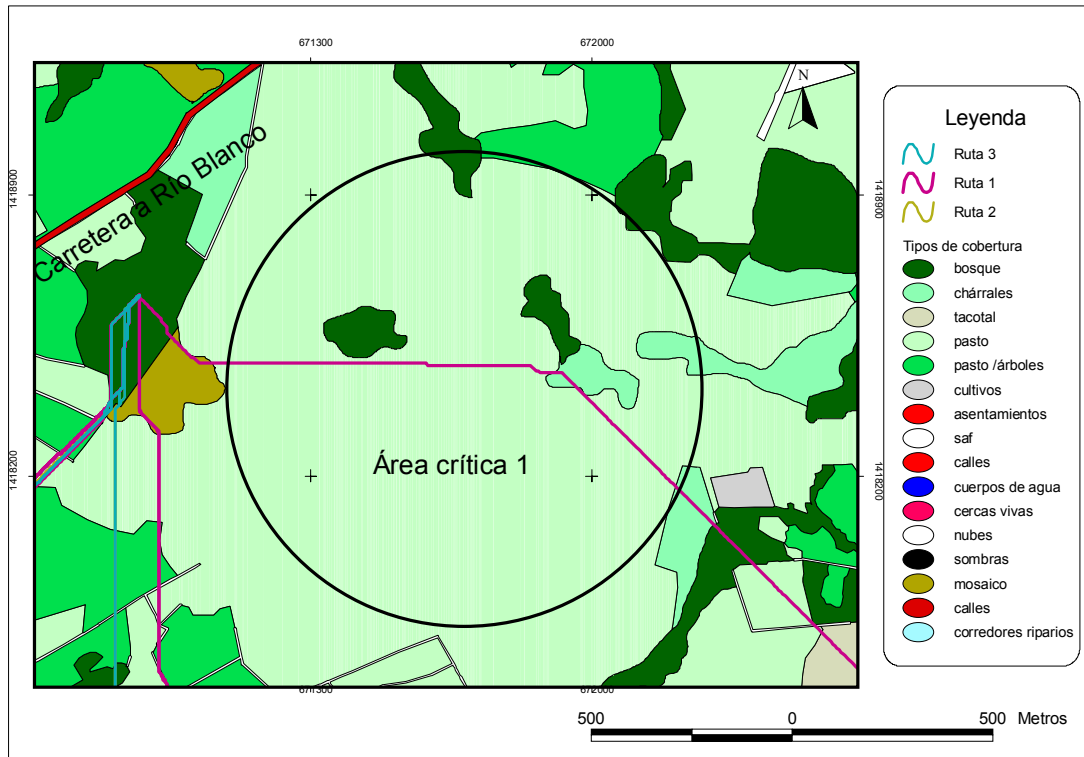 671300
672000
N
1418900
1418900
Carretera a Río Blanco
Área crítica 1
1418200
1418200
671300
672000
Leyenda
Ruta 3
Ruta 1
Ruta 2
Tipos de cobertura
bosque
chárrales
tacotal
pasto
pasto /árboles
cultivos
asentamientos
saf
calles
cuerpos de agua
cercas vivas
nubes
sombras
mosaico
calles
corredores riparios
500 0 500 Metros